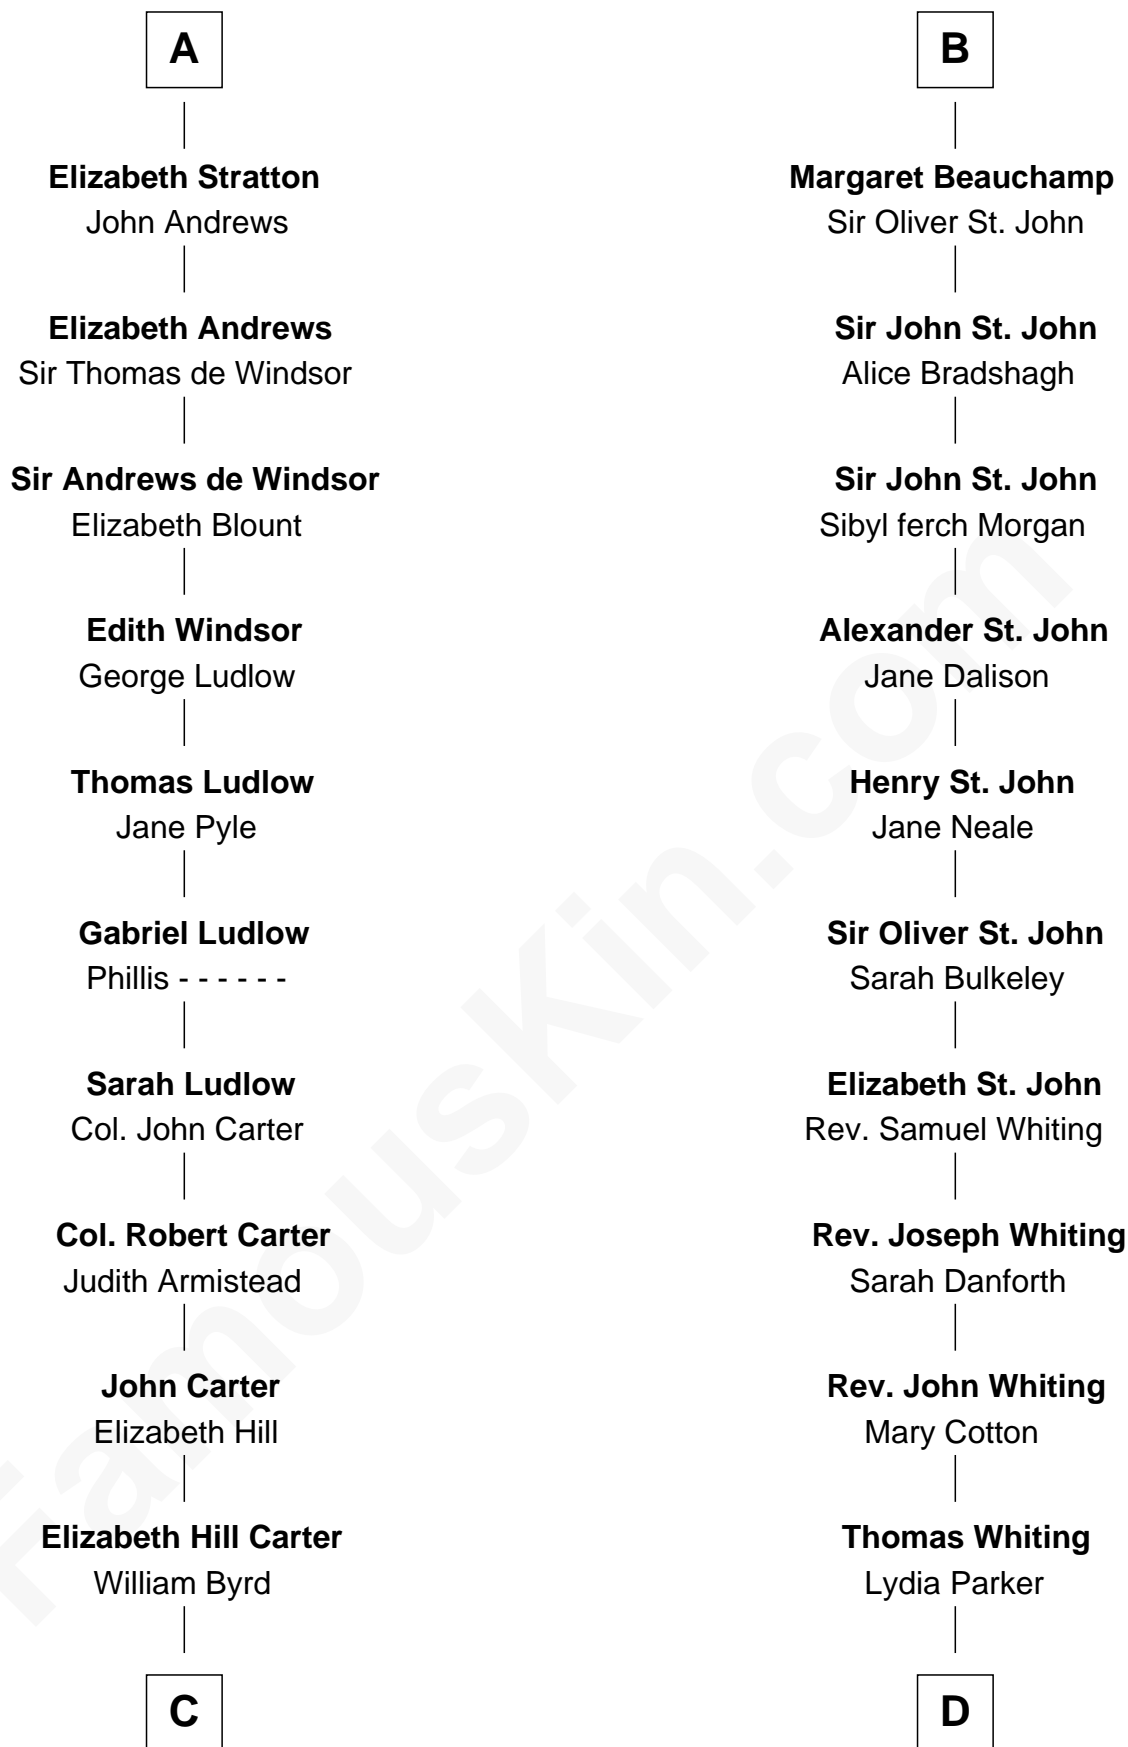 A
Elizabeth Stratton
John Andrews
Elizabeth Andrews
Sir Thomas de Windsor
Sir Andrews de Windsor
Elizabeth Blount
Edith Windsor
George Ludlow
Thomas Ludlow
Jane Pyle
Gabriel Ludlow
Phillis - - - - - -
Sarah Ludlow
Col. John Carter
Col. Robert Carter
Judith Armistead
John Carter
Elizabeth Hill
Elizabeth Hill Carter
William Byrd
C
B
Margaret Beauchamp
Sir Oliver St. John
Sir John St. John
Alice Bradshagh
Sir John St. John
Sibyl ferch Morgan
Alexander St. John
Jane Dalison
Henry St. John
Jane Neale
Sir Oliver St. John
Sarah Bulkeley
Elizabeth St. John
Rev. Samuel Whiting
Rev. Joseph Whiting
Sarah Danforth
Rev. John Whiting
Mary Cotton
Thomas Whiting
Lydia Parker
D
FamousKin.com